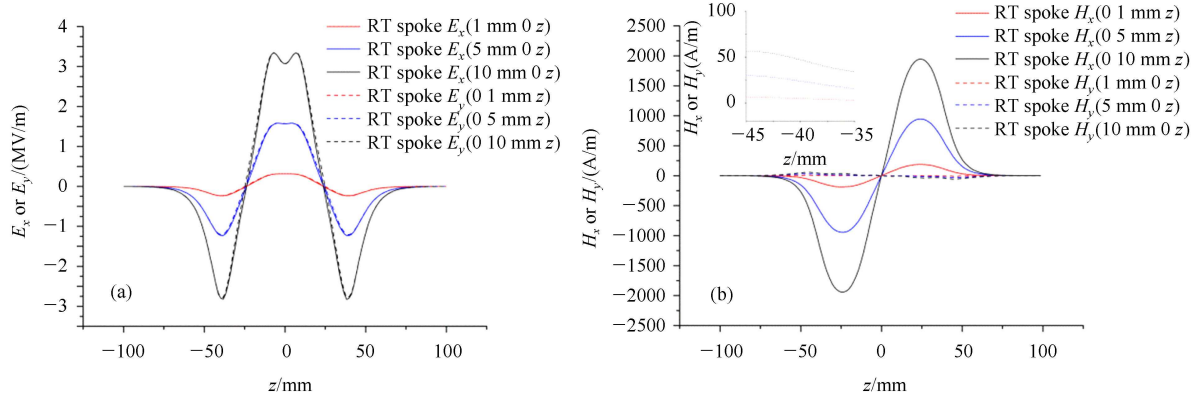 4
3
2
1
0
−1
−2
−3
E_x or E_y/(MV/m)
RT spoke E_x(1 mm 0 z)
RT spoke E_x(5 mm 0 z)
RT spoke E_x(10 mm 0 z)
RT spoke E_y(0 1 mm z)
RT spoke E_y(0 5 mm z)
RT spoke E_y(0 10 mm z)
(a)
−100 −50 0 50 100
z/mm
2500
2000
1500
1000
500
0
−500
−1000
−1500
−2000
−2500
H_x or H_y/(A/m)
100
50
0
H_x or H_y(A/m)
−45 −40 −35
z/mm
RT spoke H_x(0 1 mm z)
RT spoke H_x(0 5 mm z)
RT spoke H_x(0 10 mm z)
RT spoke H_y(1 mm 0 z)
RT spoke H_y(5 mm 0 z)
RT spoke H_y(10 mm 0 z)
(b)
−100 −50 0 50 100
z/mm